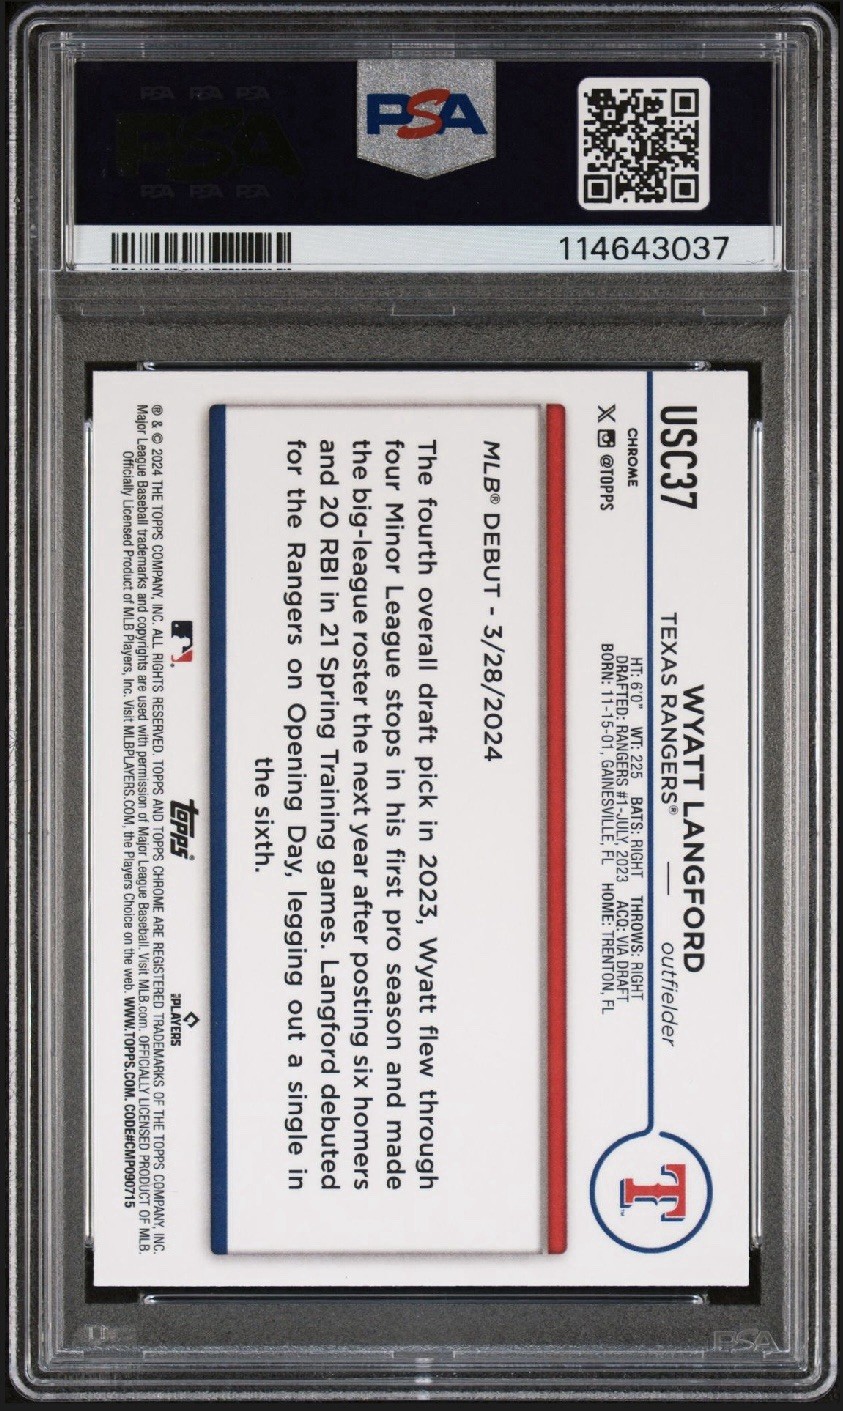 PSA PSA PSA
PSA
PSA PSA PSA
PSA
114643037
USC37
CHROME
@TOPPS
WYATT LANGFORD
TEXAS RANGERS® — outfielder
HT: 6'0" WT: 225 BATS: RIGHT THROWS: RIGHT
DRAFTED: RANGERS #1-JULY, 2023 ACQ: VIA DRAFT
BORN: 11-15-01, GAINESVILLE, FL HOME: TRENTON, FL
T
MLB® DEBUT - 3/28/2024
The fourth overall draft pick in 2023, Wyatt flew through
four Minor League stops in his first pro season and made
the big-league roster the next year after posting six homers
and 20 RBI in 21 Spring Training games. Langford debuted
for the Rangers on Opening Day, legging out a single in
the sixth.
topps®
PLAYERS
® & © 2024 THE TOPPS COMPANY, INC. ALL RIGHTS RESERVED. TOPPS AND TOPPS CHROME ARE REGISTERED TRADEMARKS OF THE TOPPS COMPANY, INC.
Major League Baseball trademarks and copyrights are used with permission of Major League Baseball. Visit MLB.com. OFFICIALLY LICENSED PRODUCT OF MLB.
Officially Licensed Product of MLB Players, Inc. Visit MLBPLAYERS.COM, the Players Choice on the web. WWW.TOPPS.COM. CODE#CMP090715
PSA